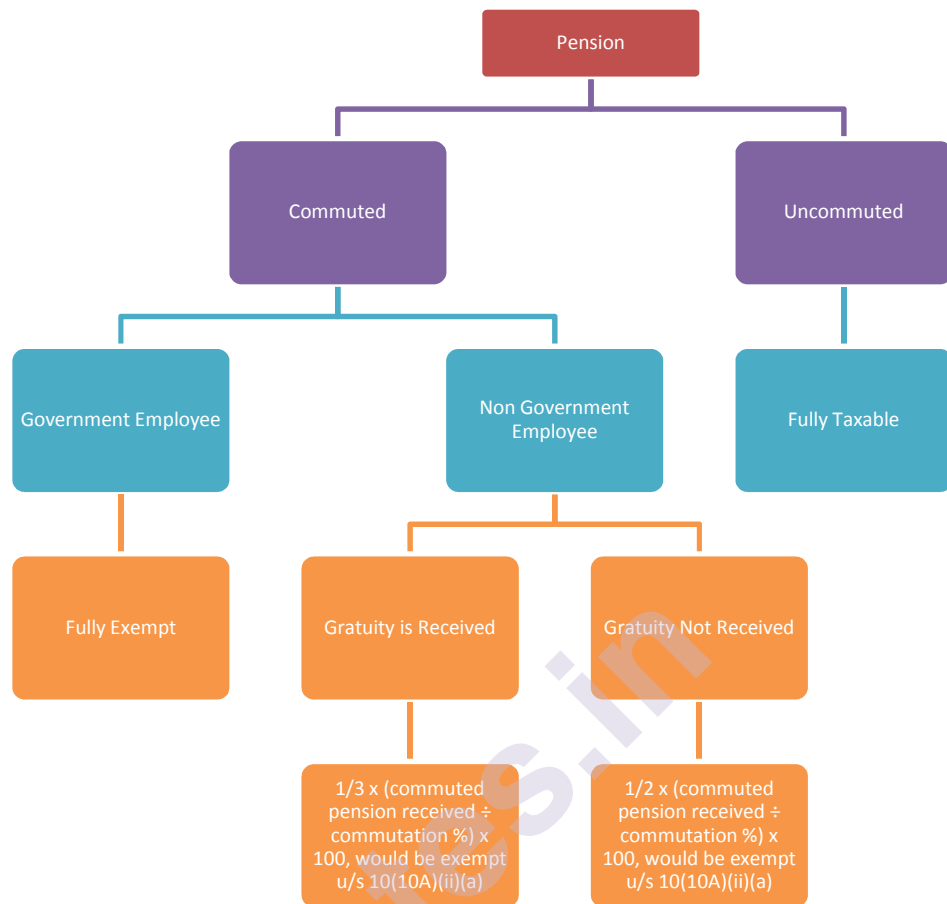 Pension
Commuted
Uncommuted
Government Employee
Non Government
Employee
Fully Taxable
Fully Exempt
Gratuity is Received
Gratuity Not Received
1/3 x (commuted
pension received ÷
commutation %) x
100, would be exempt
u/s 10(10A)(ii)(a)
1/2 x (commuted
pension received ÷
commutation %) x
100, would be exempt
u/s 10(10A)(ii)(a)
tes.in